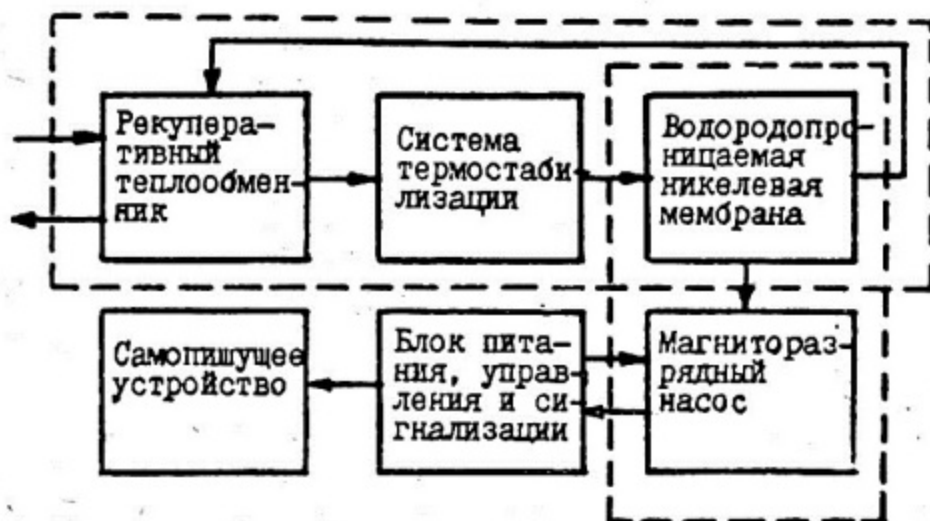 Рекупера-
тивный
теплообмен-
ник
Система
термостаби
лизации
Водородопро-
ницаемая
никелевая
мембрана
Самопишущее
устройство
Блок пита-
ния, управ-
ления и си-
гнализации
Магнитораз-
рядный
насос